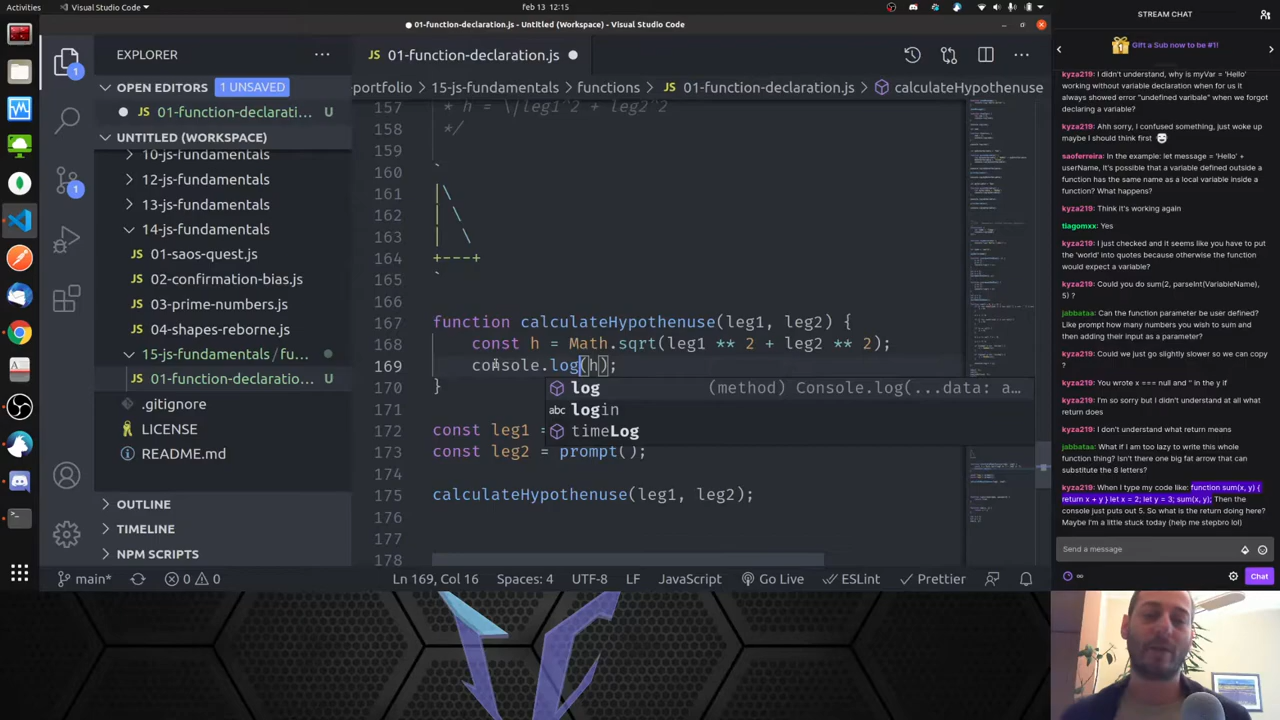 Activities
Visual Studio Code
Feb 13 12:15
01-function-declaration.js - Untitled (Workspace) - Visual Studio Code
EXPLORER
OPEN EDITORS
1 UNSAVED
JS 01-function-declarati... U
UNTITLED (WORKSPACE)
10-js-fundamentals
12-js-fundamentals
13-js-fundamentals
14-js-fundamentals
03-prime-numbers.js
04-shapes-reborn.js
15-js-fundamentals
01-function-declaratio... U
.gitignore
LICENSE
README.md
OUTLINE
TIMELINE
NPM SCRIPTS
JS 01-function-declaration.js
15-js-fundamentals > functions > JS 01-function-declaration.js > calculateHypothenuse
157
158 */
159
160 `
161 |\
162 | \
163 |  \
164 +----+
165 `
166
function calculateHypothenuse(leg1, leg2) {
const h = Math.sqrt(leg1 ** 2 + leg2 ** 2);
(h);
170
171
172 const leg1 =
173 const leg2 = prompt();
174
175 calculateHypothenuse(leg1, leg2);
176
177
178
log (method) Console.log(...data: a...
abc login
timeLog
main*
0 0
Ln 169, Col 16
Spaces: 4
UTF-8
LF
JavaScript
Go Live
ESLint
Prettier
STREAM CHAT
Gift a Sub now to be #1!
kyza219: I didn't understand, why is myVar = 'Hello'
working without variable declaration when for us it
always showed error "undefined varibale" when we forgot
declaring a variable?
kyza219: Ahh sorry, I confused something, just woke up
maybe I should think first
saoferreira: In the example: let message = 'Hello' +
userName, It's possible that a variable defined outside a
function has the same name as a local variable inside a
function? What happens?
kyza219: Think it's working again
tiagomxx: Yes
kyza219: I just checked and it seems like you have to put
the 'world' into quotes because otherwise the function
would expect a variable?
kyza219: Could you do sum(2, parseInt(VariableName),
5) ?
jabbataa: Can the function parameter be user defined?
Like prompt how many numbers you wish to sum and
then adding their input as a parameter?
kyza219: Could we just go slightly slower so we can copy
?
kyza219: You wrote x === null and '' in the y if
kyza219: I'm so sorry but I didn't understand at all what
return does
kyza219: I don't understand what return means
jabbataa: What if I am too lazy to write this whole
function thing? Isn't there one big fat arrow that can
substitute the 8 letters?
kyza219: When I type my code like: function sum(x, y) {
return x + y } let x = 2; let y = 3; sum(x, y); Then the
console just puts out 5. So what is the return doing here?
Maybe I'm a little stuck today (help me stepbro lol)
Send a message
Chat